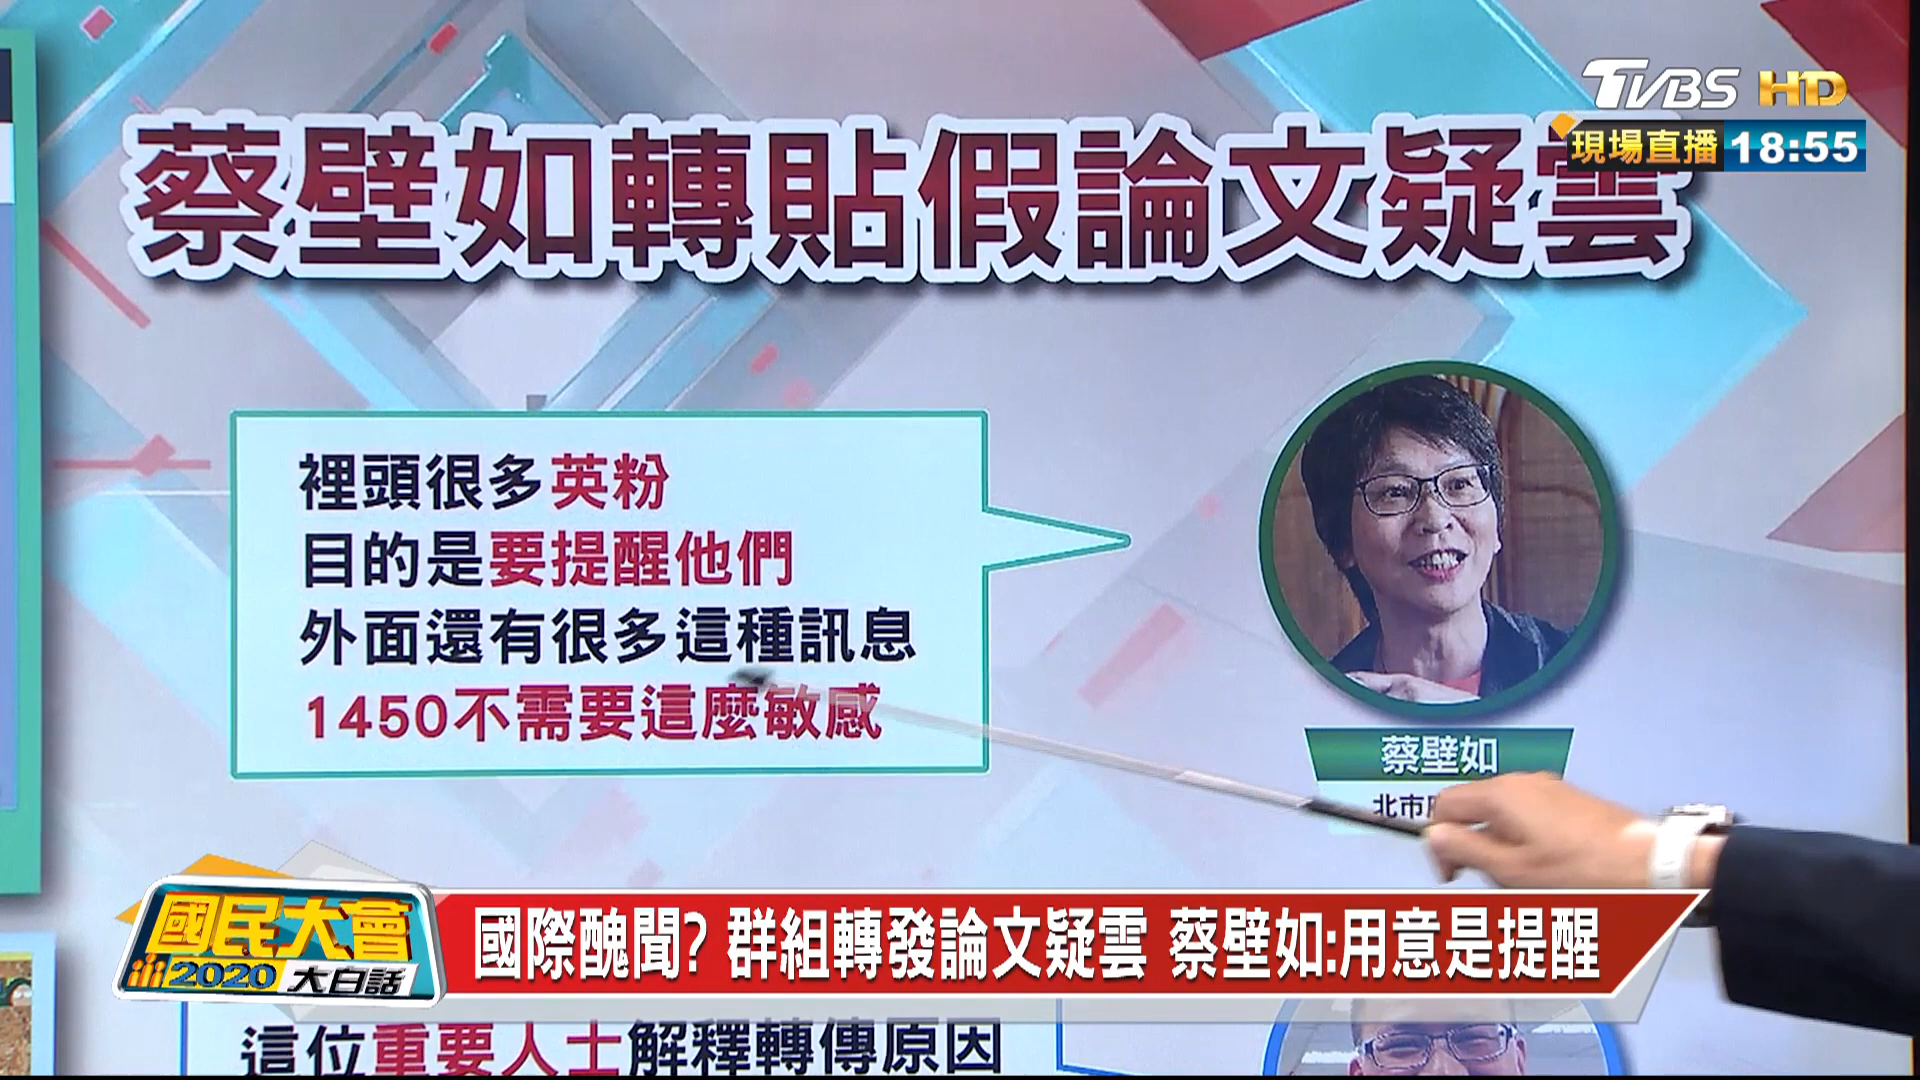 TVBS HD
現場直播 18:55
蔡壁如轉貼假論文疑雲
裡頭很多英粉
目的是要提醒他們
外面還有很多這種訊息
1450不需要這麼敏感
蔡壁如
北市
國民大會
2020 大白話
國際醜聞? 群組轉發論文疑雲 蔡壁如:用意是提醒
這位重要人士解釋轉傳原因